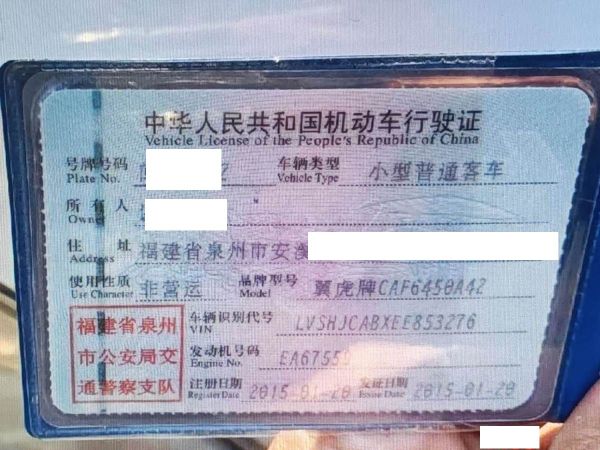 中华人民共和国机动车行驶证
Vehicle License of the People's Republic of China
号牌号码 Plate No. 车辆类型 Vehicle Type 小型普通客车
所有人 Owner
住址 Address 福建省泉州市安溪
使用性质 Use Character 非营运 品牌型号 Model 翼虎牌CAF6450A42
车辆识别代号 VIN LVSHJCABXEE853276
发动机号码 Engine No. EA6755
注册日期 Register Date 2015-01-20 发证日期 Issue Date 2015-01-20
福建省泉州
市公安局交
通警察支队